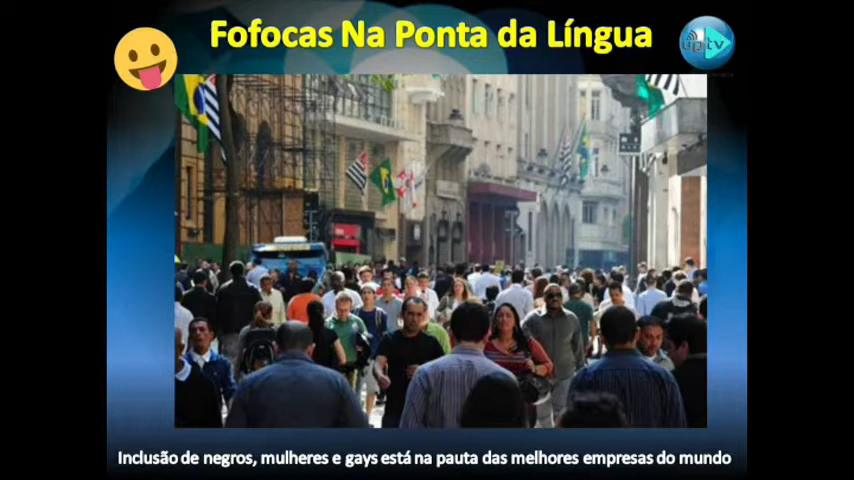 Fofocas Na Ponta da Língua
uptv
Inclusão de negros, mulheres e gays está na pauta das melhores empresas do mundo